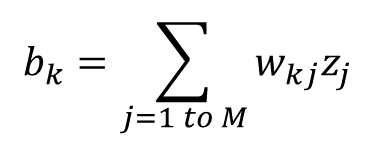 b_k = ∑_{j=1 to M} w_{kj}z_j